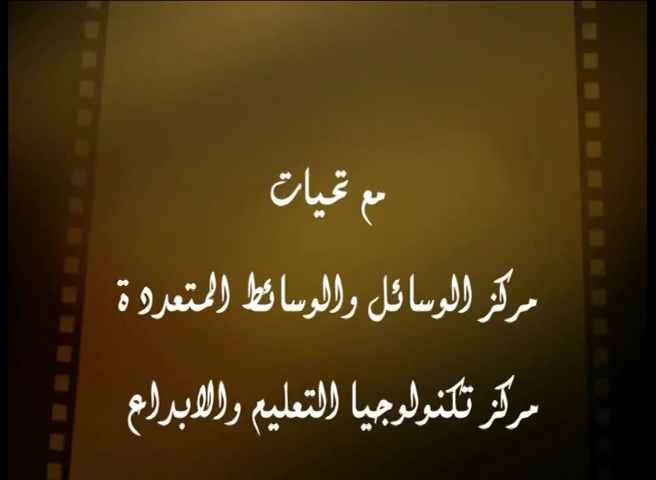 مع تحيات
مركز الوسائل والوسائط المتعددة
مركز تكنولوجيا التعليم والابداع